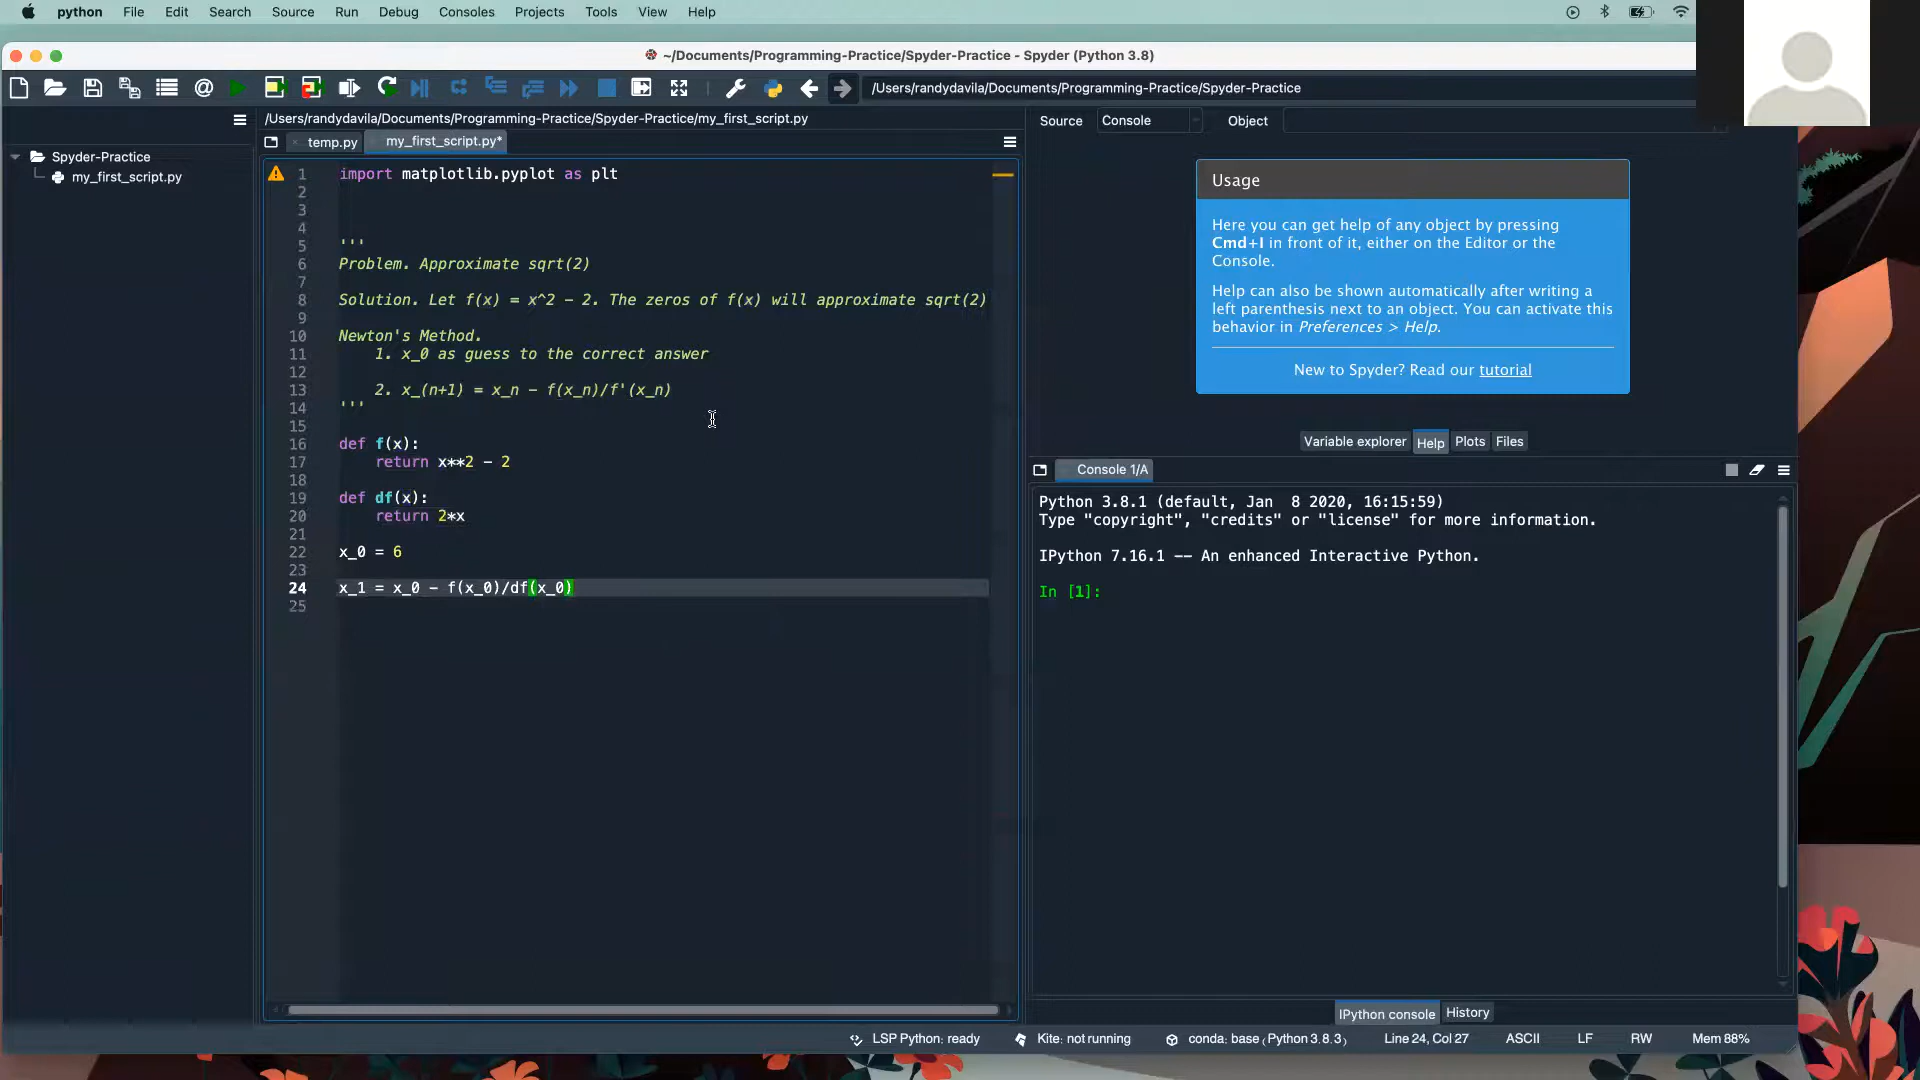 python File Edit Search Source Run Debug Consoles Projects Tools View Help
~/Documents/Programming-Practice/Spyder-Practice - Spyder (Python 3.8)
/Users/randydavila/Documents/Programming-Practice/Spyder-Practice
/Users/randydavila/Documents/Programming-Practice/Spyder-Practice/my_first_script.py
Spyder-Practice
my_first_script.py
temp.py
my_first_script.py*
1 import matplotlib.pyplot as plt
2
3
4
5 '''
6 Problem. Approximate sqrt(2)
7
8 Solution. Let f(x) = x^2 - 2. The zeros of f(x) will approximate sqrt(2)
9
10 Newton's Method.
11 1. x_0 as guess to the correct answer
12
13 2. x_(n+1) = x_n - f(x_n)/f'(x_n)
14 '''
15
16 def f(x):
17 return x**2 - 2
18
19 def df(x):
20 return 2*x
21
22 x_0 = 6
23
24 x_1 = x_0 - f(x_0)/df(x_0)
25
Source Console Object
Usage
Here you can get help of any object by pressing
Cmd+I in front of it, either on the Editor or the
Console.
Help can also be shown automatically after writing a
left parenthesis next to an object. You can activate this
behavior in Preferences > Help.
New to Spyder? Read our tutorial
Variable explorer Help Plots Files
Console 1/A
Python 3.8.1 (default, Jan 8 2020, 16:15:59)
Type "copyright", "credits" or "license" for more information.
IPython 7.16.1 -- An enhanced Interactive Python.
In [1]:
IPython console History
LSP Python: ready Kite: not running conda: base (Python 3.8.3) Line 24, Col 27 ASCII LF RW Mem 88%